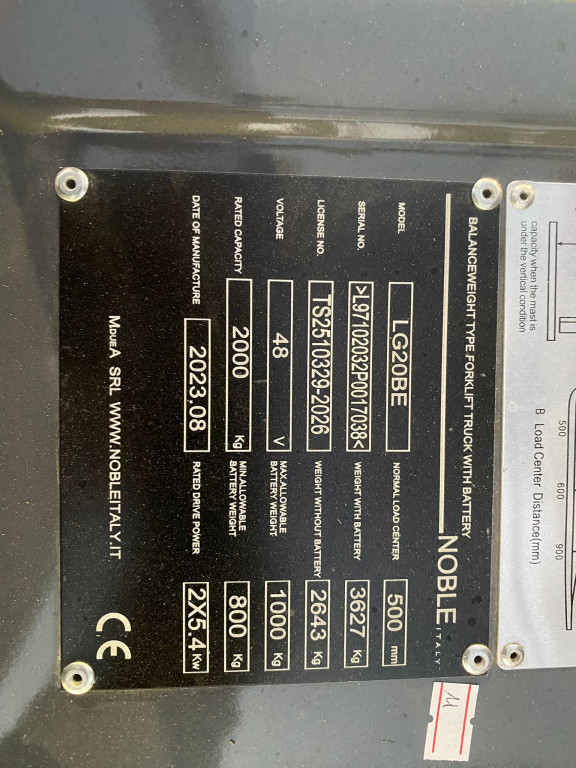 capacity when the mast is
under the vertical condition
B Load Center Distance(mm)
500 600 900
BALANCEWEIGHT TYPE FORKLIFT TRUCK WITH BATTERY
NOBLE
ITALY
MODEL LG20BE NORMAL LOAD CENTER 500 mm
SERIAL NO. >L97102032P0017038< WEIGHT WITH BATTERY 3627 Kg
LICENSE NO. TS2510329-2026 WEIGHT WITHOUT BATTERY 2643 Kg
VOLTAGE 48 V MAX.ALLOWABLE BATTERY WEIGHT 1000 Kg
RATED CAPACITY 2000 Kg MIN.ALLOWABLE BATTERY WEIGHT 800 Kg
DATE OF MANUFACTURE 2023.08 RATED DRIVE POWER 2X5.4 Kw
MDUEA SRL WWW.NOBLEITALY.IT
CE